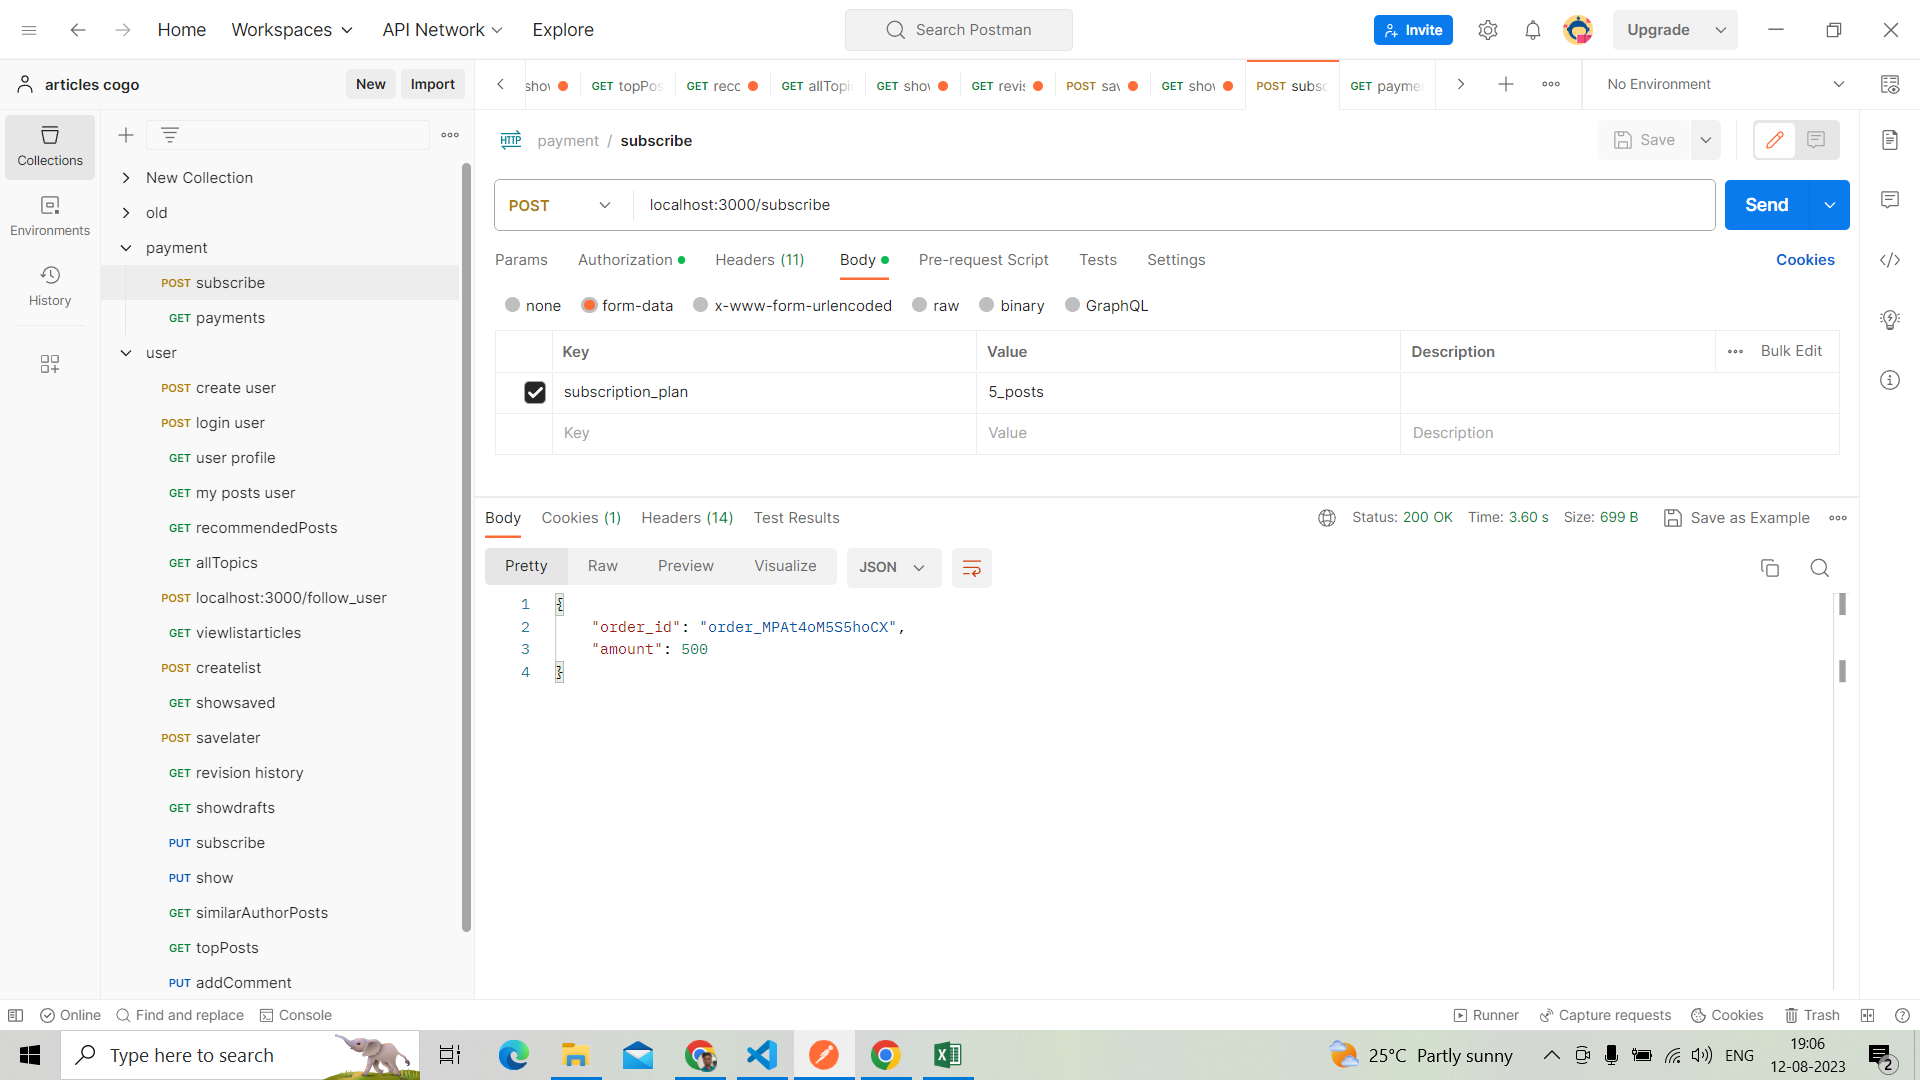 Home Workspaces API Network Explore Search Postman Invite Upgrade
articles cogo New Import
show GET topPos GET recc GET allTopi GET show GET revis POST sav GET show POST subsc GET payme No Environment
Collections
Environments
History
New Collection
old
payment
POST subscribe
GET payments
user
POST create user
POST login user
GET user profile
GET my posts user
GET recommendedPosts
GET allTopics
POST localhost:3000/follow_user
GET viewlistarticles
POST createlist
GET showsaved
POST savelater
GET revision history
GET showdrafts
PUT subscribe
PUT show
GET similarAuthorPosts
GET topPosts
PUT addComment
HTTP payment / subscribe Save
POST localhost:3000/subscribe Send
Params Authorization Headers (11) Body Pre-request Script Tests Settings Cookies
none form-data x-www-form-urlencoded raw binary GraphQL
Key Value Description Bulk Edit
subscription_plan 5_posts
Key Value Description
Body Cookies (1) Headers (14) Test Results Status: 200 OK Time: 3.60 s Size: 699 B Save as Example
Pretty Raw Preview Visualize JSON
1 {
2 "order_id": "order_MPAt4oM5S5hoCX",
3 "amount": 500
4 }
Online Find and replace Console Runner Capture requests Cookies Trash
Type here to search 25°C Partly sunny ENG 19:06
12-08-2023 2